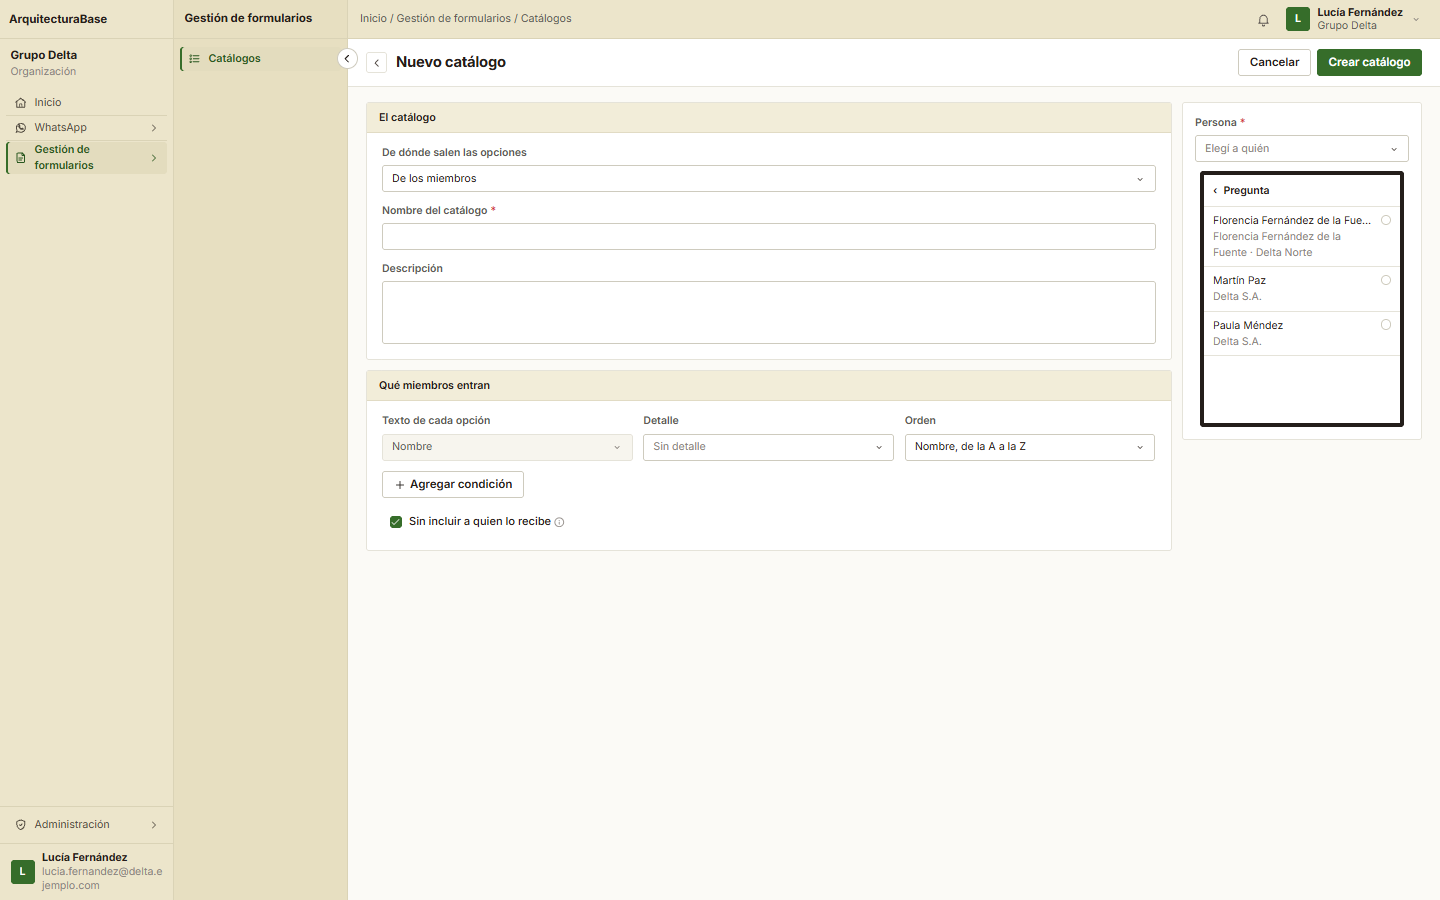 ArquitecturaBase
Grupo Delta
Organización
Inicio
WhatsApp
Gestión de
formularios
Administración
Lucía Fernández
L
lucia.fernandez@delta.e
jemplo.com
Gestión de formularios
Catálogos
Inicio / Gestión de formularios / Catálogos
L
Lucía Fernández
Grupo Delta
Nuevo catálogo
Cancelar
Crear catálogo
El catálogo
De dónde salen las opciones
De los miembros
Nombre del catálogo *
Descripción
Qué miembros entran
Texto de cada opción
Nombre
Detalle
Sin detalle
Orden
Nombre, de la A a la Z
Agregar condición
Sin incluir a quien lo recibe
Persona *
Elegí a quién
Pregunta
Florencia Fernández de la Fue...
Florencia Fernández de la
Fuente · Delta Norte
Martín Paz
Delta S.A.
Paula Méndez
Delta S.A.